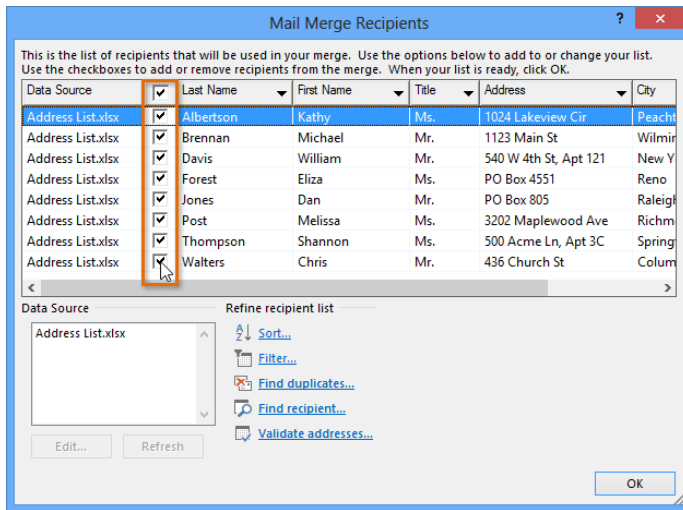 Mail Merge Recipients
This is the list of recipients that will be used in your merge. Use the options below to add to or change your list.
Use the checkboxes to add or remove recipients from the merge. When your list is ready, click OK.
Data Source Last Name First Name Title Address City
Address List.xlsx Albertson Kathy Ms. 1024 Lakeview Cir Peacht
Address List.xlsx Brennan Michael Mr. 1123 Main St Wilmin
Address List.xlsx Davis William Mr. 540 W 4th St, Apt 121 New Y
Address List.xlsx Forest Eliza Ms. PO Box 4551 Reno
Address List.xlsx Jones Dan Mr. PO Box 805 Raleigh
Address List.xlsx Post Melissa Ms. 3202 Maplewood Ave Richm
Address List.xlsx Thompson Shannon Ms. 500 Acme Ln, Apt 3C Spring
Address List.xlsx Walters Chris Mr. 436 Church St Colum
Data Source Refine recipient list
Address List.xlsx
Sort...
Filter...
Find duplicates...
Find recipient...
Validate addresses...
Edit... Refresh
OK